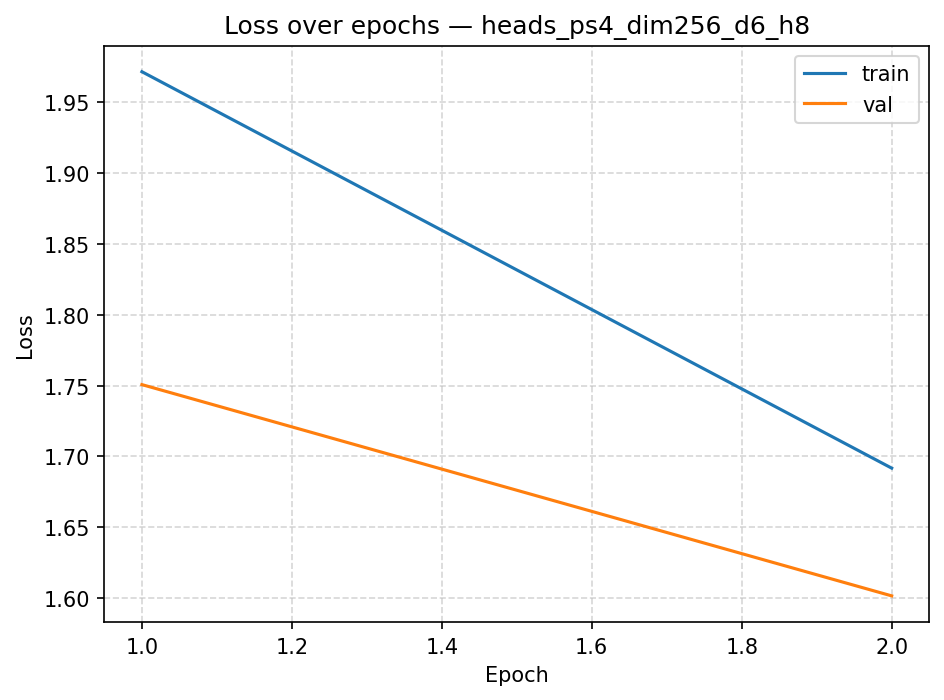 Loss over epochs — heads_ps4_dim256_d6_h8
train
val
1.95
1.90
1.85
1.80
1.75
1.70
1.65
1.60
Loss
1.0 1.2 1.4 1.6 1.8 2.0
Epoch